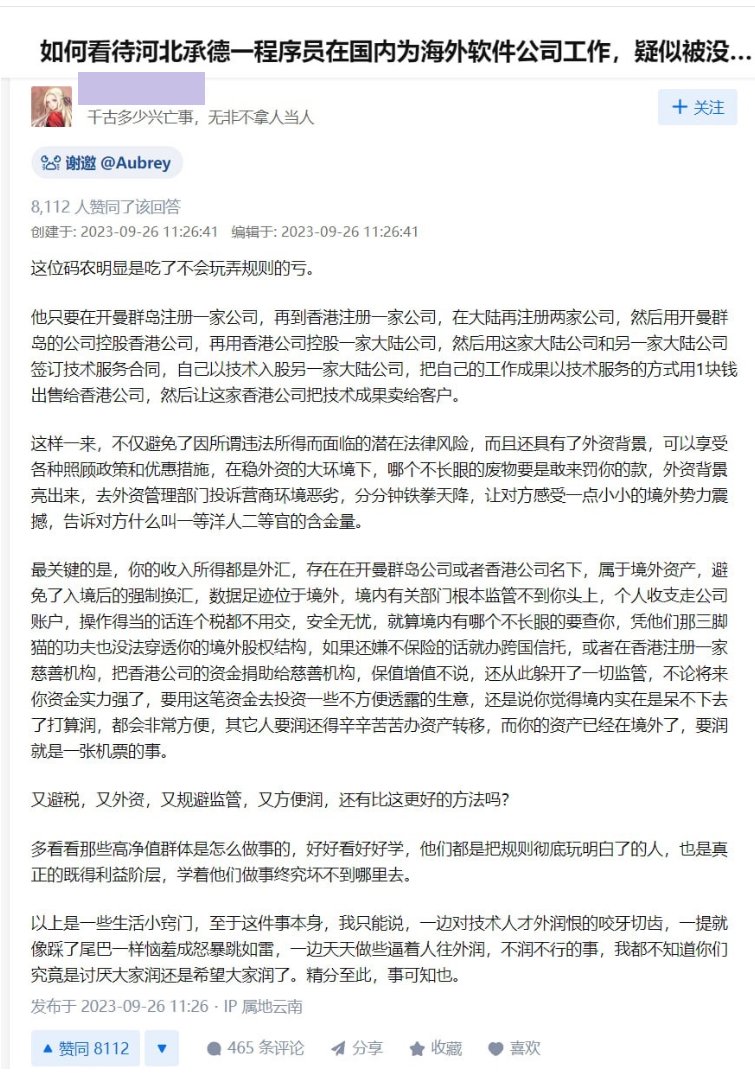 如何看待河北承德一程序员在国内为海外软件公司工作，疑似被没...
千古多少兴亡事，无非不拿人当人
+ 关注
谢邀 @Aubrey
8,112 人赞同了该回答
创建于: 2023-09-26 11:26:41 编辑于: 2023-09-26 11:26:41
这位码农明显是吃了不会玩弄规则的亏。
他只要在开曼群岛注册一家公司，再到香港注册一家公司，在大陆再注册两家公司，然后用开曼群
岛的公司控股香港公司，再用香港公司控股一家大陆公司，然后用这家大陆公司和另一家大陆公司
签订技术服务合同，自己以技术入股另一家大陆公司，把自己的工作成果以技术服务的方式用1块钱
出售给香港公司，然后让这家香港公司把技术成果卖给客户。
这样一来，不仅避免了因所谓违法所得而面临的潜在法律风险，而且还具有了外资背景，可以享受
各种照顾政策和优惠措施，在稳外资的大环境下，哪个不长眼的废物要是敢来罚你的款，外资背景
亮出来，去外资管理部门投诉营商环境恶劣，分分钟铁拳天降，让对方感受一点小小的境外势力震
撼，告诉对方什么叫一等洋人二等官的含金量。
最关键的是，你的收入所得都是外汇，存在在开曼群岛公司或者香港公司名下，属于境外资产，避
免了入境后的强制换汇，数据足迹位于境外，境内有关部门根本监管不到你头上，个人收支走公司
账户，操作得当的话连个税都不用交，安全无忧，就算境内有哪个不长眼的要查你，凭他们那三脚
猫的功夫也没法穿透你的境外股权结构，如果还嫌不保险的话就办跨国信托，或者在香港注册一家
慈善机构，把香港公司的资金捐助给慈善机构，保值增值不说，还从此躲开了一切监管，不论将来
你资金实力强了，要用这笔资金去投资一些不方便透露的生意，还是说你觉得境内实在是呆不下去
了打算润，都会非常方便，其它人要润还得辛辛苦苦办资产转移，而你的资产已经在境外了，要润
就是一张机票的事。
又避税，又外资，又规避监管，又方便润，还有比这更好的方法吗?
多看看那些高净值群体是怎么做事的，好好看好好学，他们都是把规则彻底玩明白了的人，也是真
正的既得利益阶层，学着他们做事终究坏不到哪里去。
以上是一些生活小窍门，至于这件事本身，我只能说，一边对技术人才外润恨的咬牙切齿，一提就
像踩了尾巴一样恼羞成怒暴跳如雷，一边天天做些逼着人往外润，不润不行的事，我都不知道你们
究竟是讨厌大家润还是希望大家润了。精分至此，事可知也。
发布于 2023-09-26 11:26 · IP 属地云南
赞同 8112 465 条评论 分享 收藏 喜欢